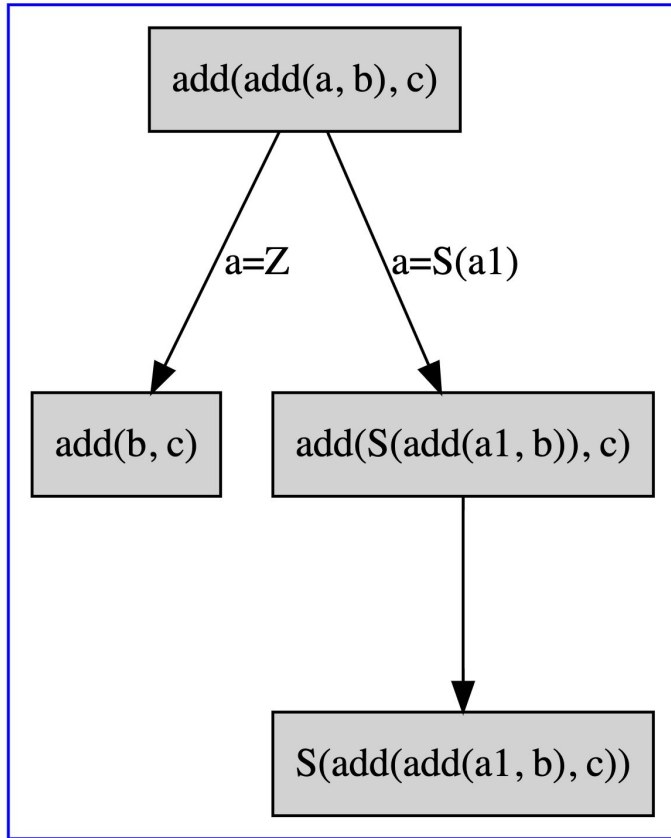 add(add(a, b), c)
a=Z
a=S(a1)
add(b, c)
add(S(add(a1, b)), c)
S(add(add(a1, b), c))